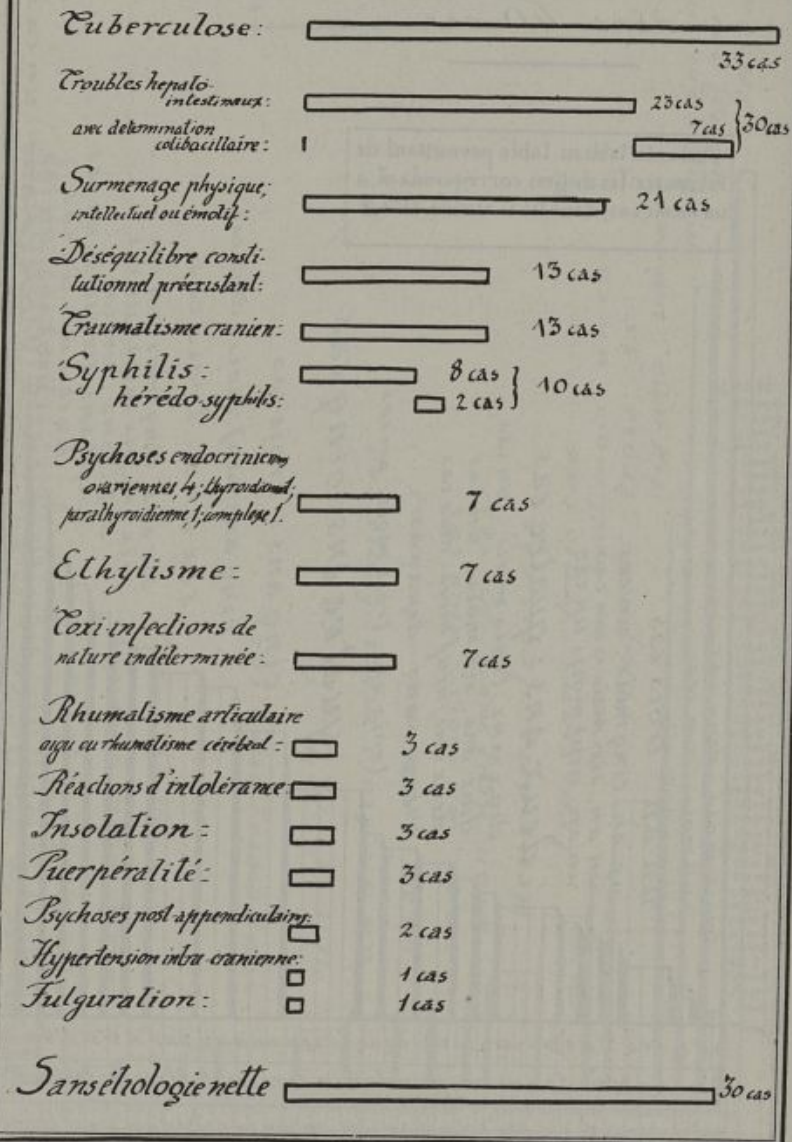 Tuberculose :
33 cas
Troubles hepato-
intestinaux : 23 cas
avec determination 7 cas } 30 cas
colibacillaire :
Surmenage physique,
intellectuel ou émotif : 21 cas
Déséquilibre consti-
tutionnel préexistant : 13 cas
Traumatisme cranien : 13 cas
Syphilis : 8 cas } 10 cas
hérédo-syphilis : 2 cas
Psychoses endocriniennes
ovariennes, 4 ;
parathyroidienne, 1 ; complexe 1. 7 cas
Ethylisme : 7 cas
Toxi-infections de
nature indéterminée : 7 cas
Rhumatisme articulaire
aigu ou rhumatisme cérébral : 3 cas
Réactions d'intolérance : 3 cas
Insolation : 3 cas
Puerpéralité : 3 cas
Psychoses post-appendiculaires : 2 cas
Hypertension intra-cranienne : 1 cas
Fulguration : 1 cas
Sans étiologie nette 30 cas